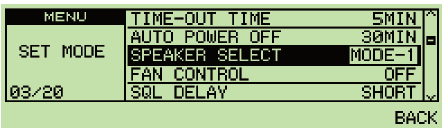 MENU
SET MODE
03/20
TIME-OUT TIME 5MIN
AUTO POWER OFF 30MIN
SPEAKER SELECT MODE-1
FAN CONTROL OFF
SQL DELAY SHORT
BACK